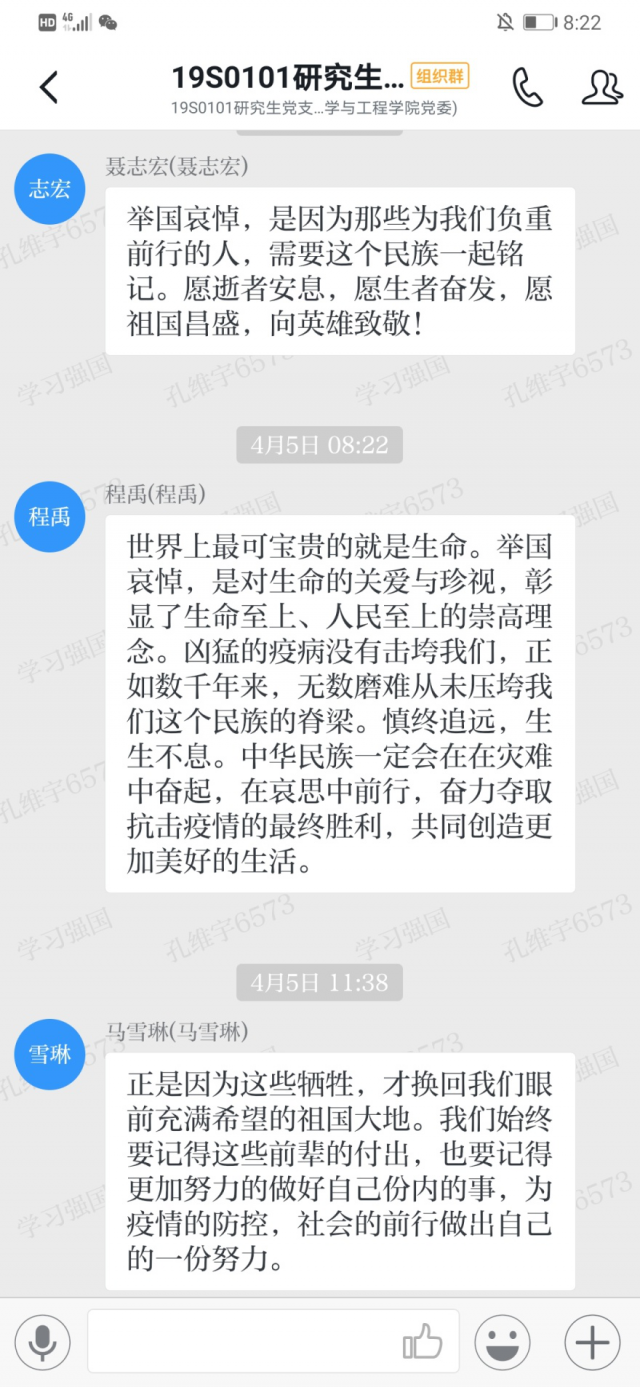 HD 4G 8:22
19S0101研究生... 组织群
19S0101研究生党支...学与工程学院党委)
聂志宏(聂志宏)
志宏
举国哀悼，是因为那些为我们负重
前行的人，需要这个民族一起铭
记。愿逝者安息，愿生者奋发，愿
祖国昌盛，向英雄致敬！
4月5日 08:22
程禹(程禹)
程禹
世界上最可宝贵的就是生命。举国
哀悼，是对生命的关爱与珍视，彰
显了生命至上、人民至上的崇高理
念。凶猛的疫病没有击垮我们，正
如数千年来，无数磨难从未压垮我
们这个民族的脊梁。慎终追远，生
生不息。中华民族一定会在在灾难
中奋起，在哀思中前行，奋力夺取
抗击疫情的最终胜利，共同创造更
加美好的生活。
4月5日 11:38
马雪琳(马雪琳)
雪琳
正是因为这些牺牲，才换回我们眼
前充满希望的祖国大地。我们始终
要记得这些前辈的付出，也要记得
更加努力的做好自己份内的事，为
疫情的防控，社会的前行做出自己
的一份努力。
学习强国
孔维宇6573